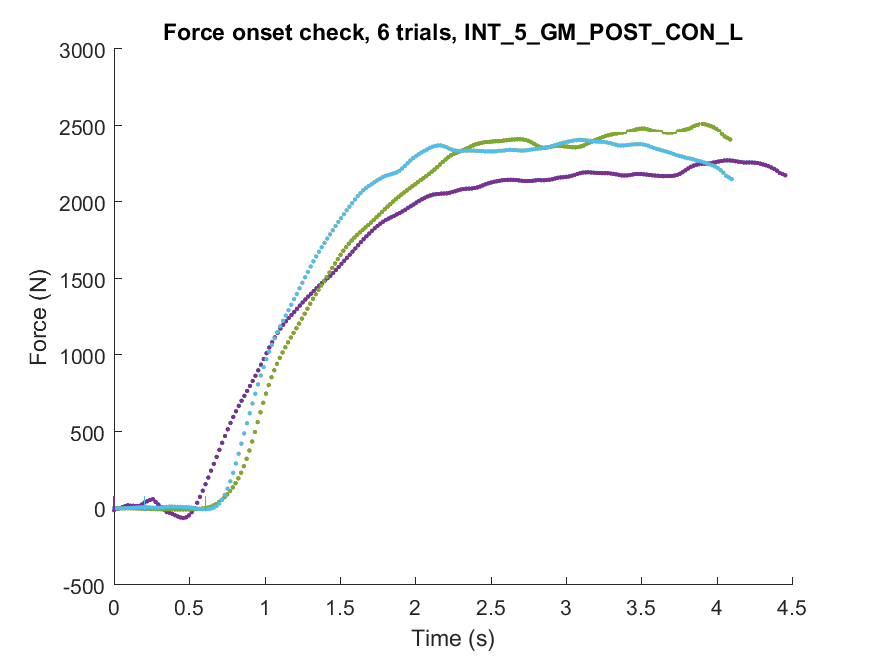 Force onset check, 6 trials, INT_5_GM_POST_CON_L
3000
2500
2000
1500
1000
500
0
-500
Force (N)
0 0.5 1 1.5 2 2.5 3 3.5 4 4.5
Time (s)